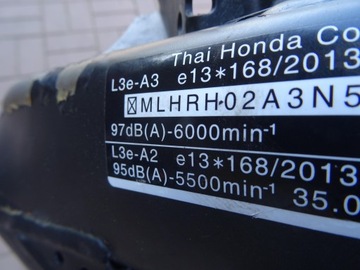 Thai Honda Co
L3e-A3 e13*168/2013
MLHRH02A3N5
97dB(A)-6000min-1
L3e-A2 e13*168/2013
95dB(A)-5500min-1 35.0